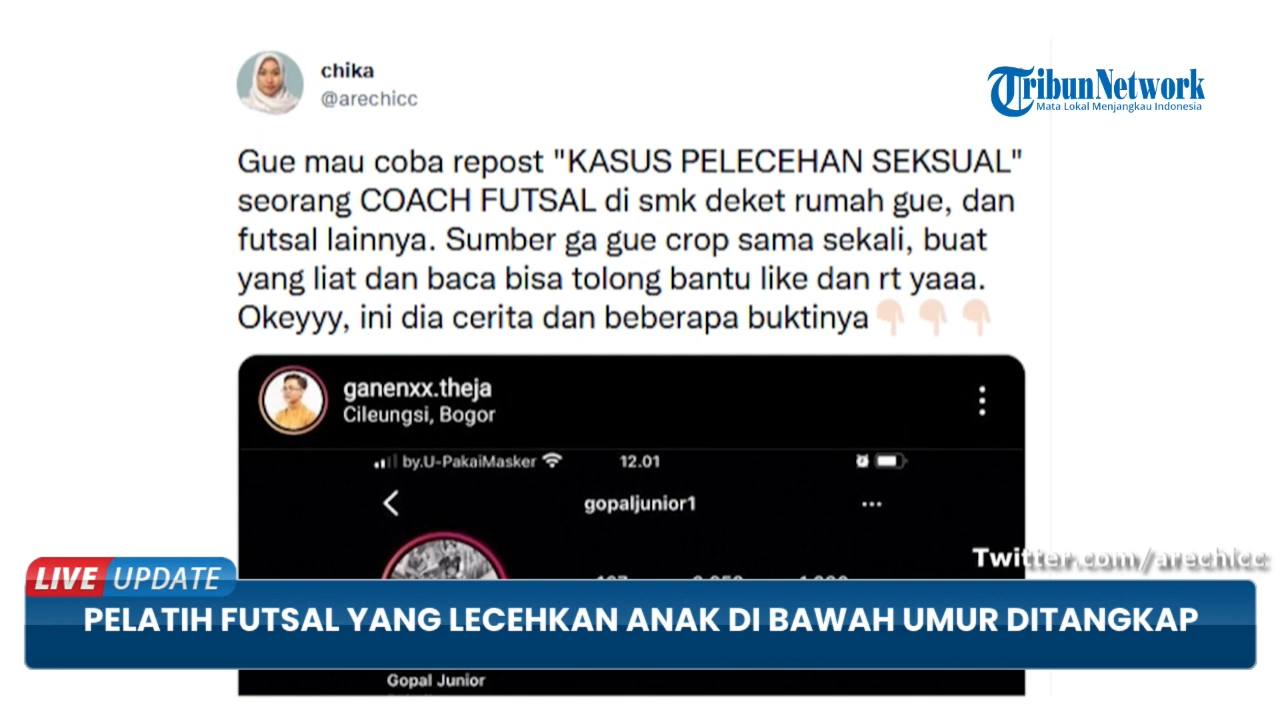 chika
@arechicc
TribunNetwork
Mata Lokal Menjangkau Indonesia
Gue mau coba repost "KASUS PELECEHAN SEKSUAL"
seorang COACH FUTSAL di smk deket rumah gue, dan
futsal lainnya. Sumber ga gue crop sama sekali, buat
yang liat dan baca bisa tolong bantu like dan rt yaaa.
Okeyyy, ini dia cerita dan beberapa buktinya👇🏻👇🏻👇🏻
ganenxx.theja
Cileungsi, Bogor
by.U-PakaiMasker
12.01
gopaljunior1
Twitter.com/arechicc
LIVE UPDATE
PELATIH FUTSAL YANG LECEHKAN ANAK DI BAWAH UMUR DITANGKAP
Gopal Junior